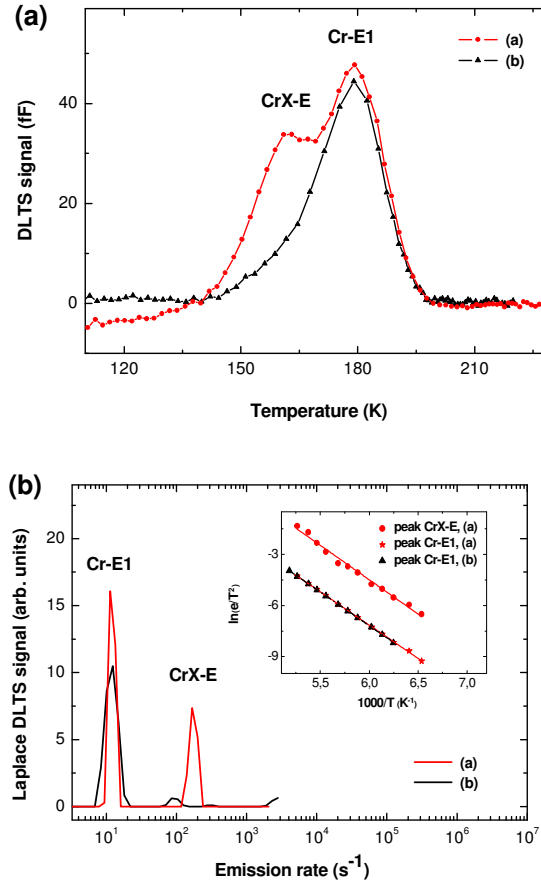 (a)
Cr-E1
CrX-E
(a)
(b)
DLTS signal (fF)
40
20
0
120
150
180
210
Temperature (K)
(b)
Cr-E1
CrX-E
Laplace DLTS signal (arb. units)
20
15
10
5
0
peak CrX-E, (a)
peak Cr-E1, (a)
peak Cr-E1, (b)
ln(e/T²)
-3
-6
-9
5,5
6,0
6,5
7,0
1000/T (K⁻¹)
(a)
(b)
10¹
10²
10³
10⁴
10⁵
10⁶
10⁷
Emission rate (s⁻¹)